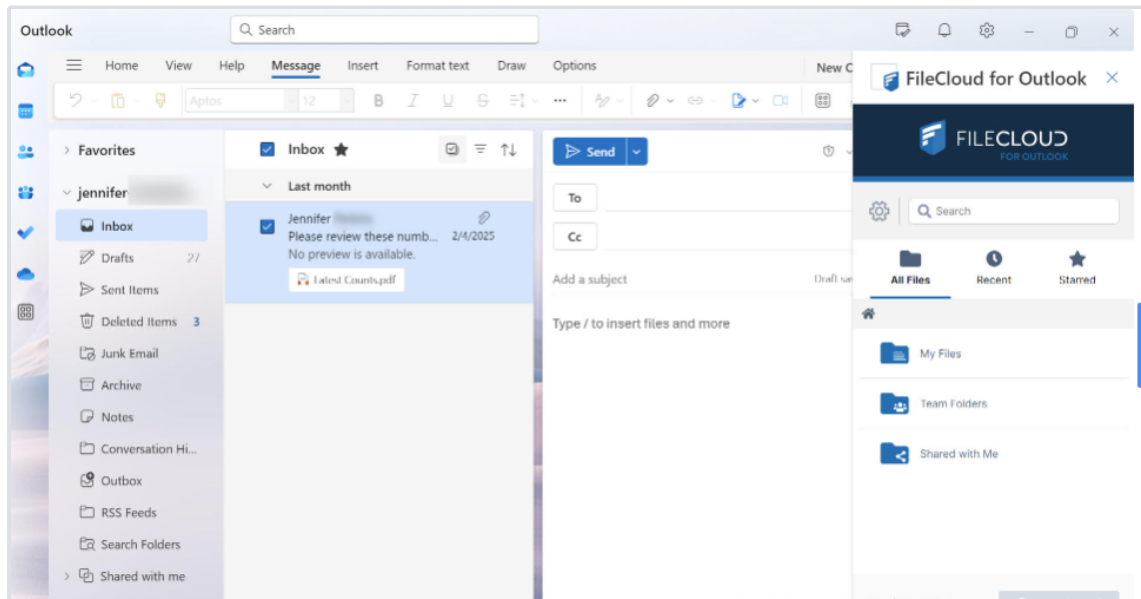 Outlook
Search
Home View Help Message Insert Format text Draw Options
New C
Aptos 12 B I U
FileCloud for Outlook
FILECLOUD
FOR OUTLOOK
Search
All Files Recent Starred
My Files
Team Folders
Shared with Me
Favorites
jennifer
Inbox
Drafts 27
Sent Items
Deleted Items 3
Junk Email
Archive
Notes
Conversation Hi...
Outbox
RSS Feeds
Search Folders
Shared with me
Inbox
Last month
Jennifer
Please review these numb... 2/4/2025
No preview is available.
Latest Counts.pdf
Send
To
Cc
Add a subject Draft sa
Type / to insert files and more